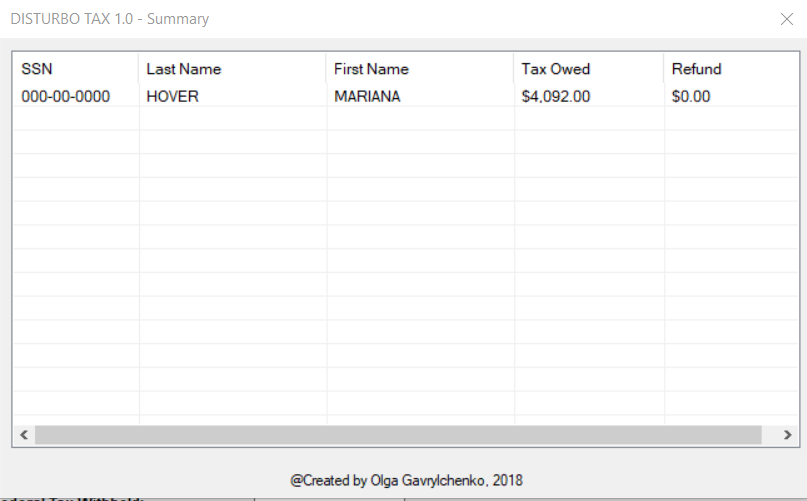 DISTURBO TAX 1.0 - Summary
SSN Last Name First Name Tax Owed Refund
000-00-0000 HOVER MARIANA $4,092.00 $0.00
@Created by Olga Gavrylchenko, 2018